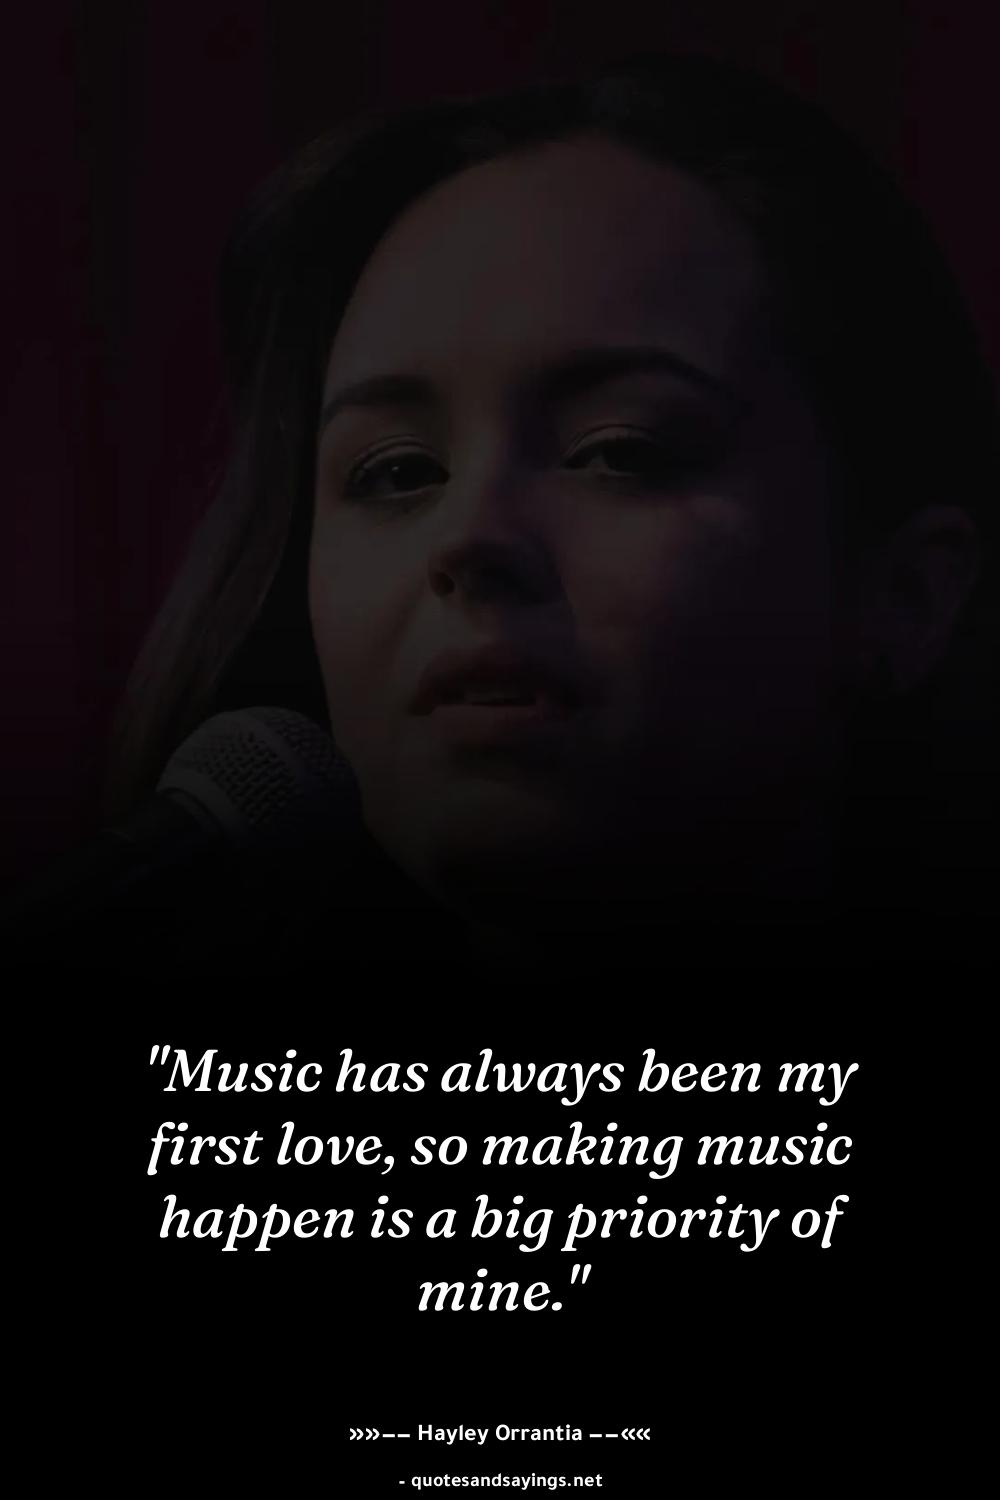 "Music has always been my
first love, so making music
happen is a big priority of
mine."
»»-- Hayley Orrantia --««
- quotesandsayings.net